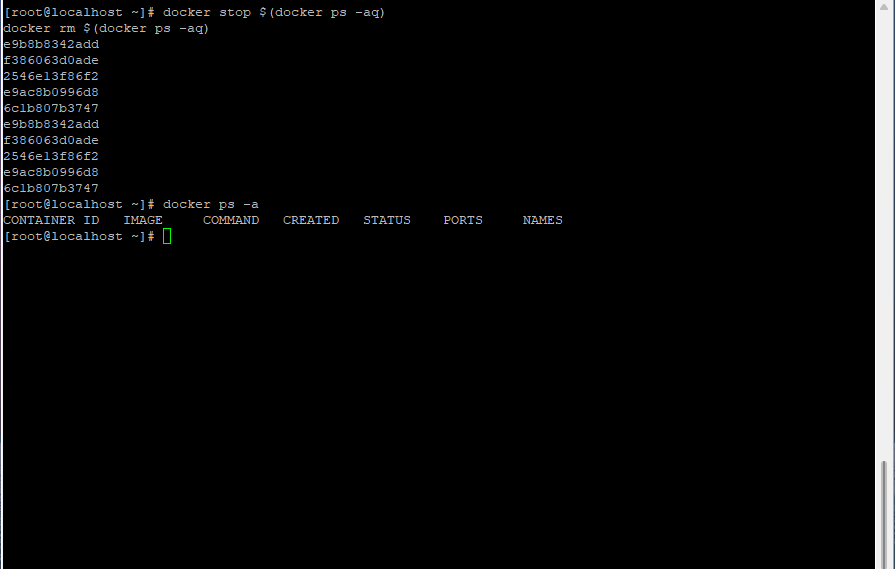 [root@localhost ~]# docker stop $(docker ps -aq)
docker rm $(docker ps -aq)
e9b8b8342add
f386063d0ade
2546e13f86f2
e9ac8b0996d8
6c1b807b3747
e9b8b8342add
f386063d0ade
2546e13f86f2
e9ac8b0996d8
6c1b807b3747
[root@localhost ~]# docker ps -a
CONTAINER ID   IMAGE     COMMAND   CREATED   STATUS    PORTS     NAMES
[root@localhost ~]#